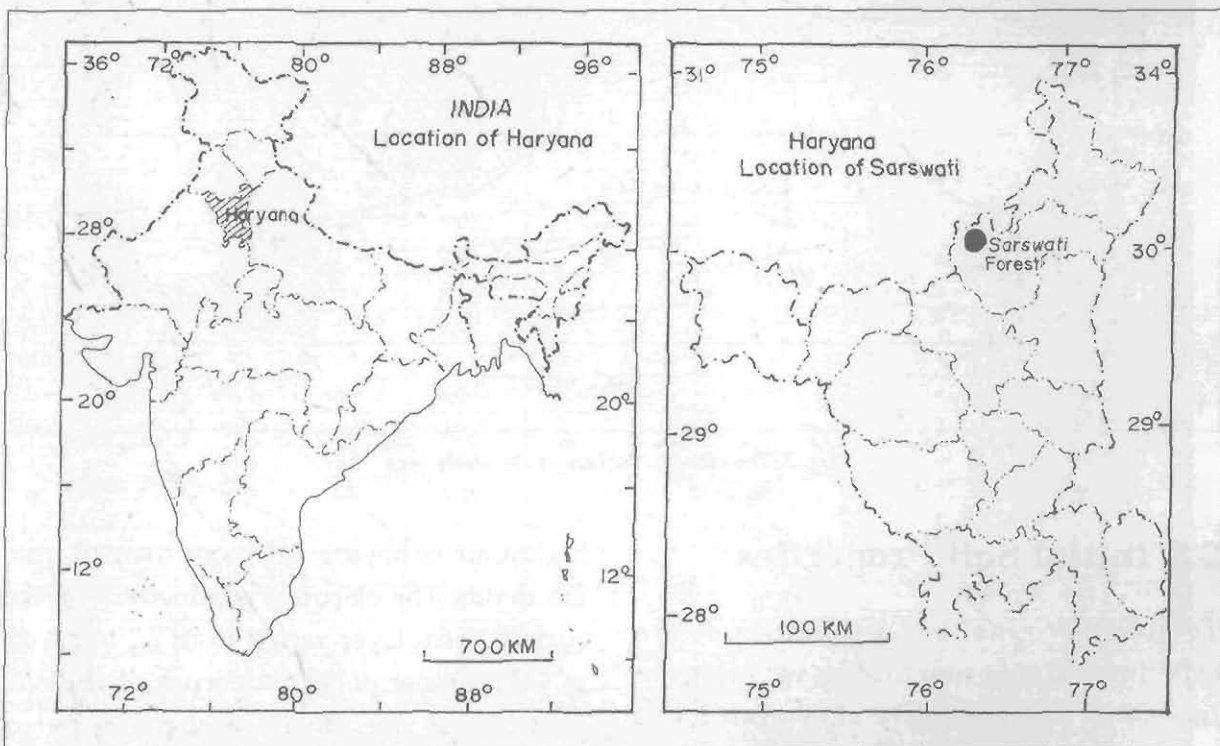 36° 72° 80° 88° 96°
INDIA
Location of Haryana
Haryana
28°
20° 20°
12° 12°
700 KM
72° 80° 88°
31° 75° 76° 77° 34°
Haryana
Location of Sarswati
Sarswati
Forest
30°
29° 29°
28°
100 KM
75° 76° 77°